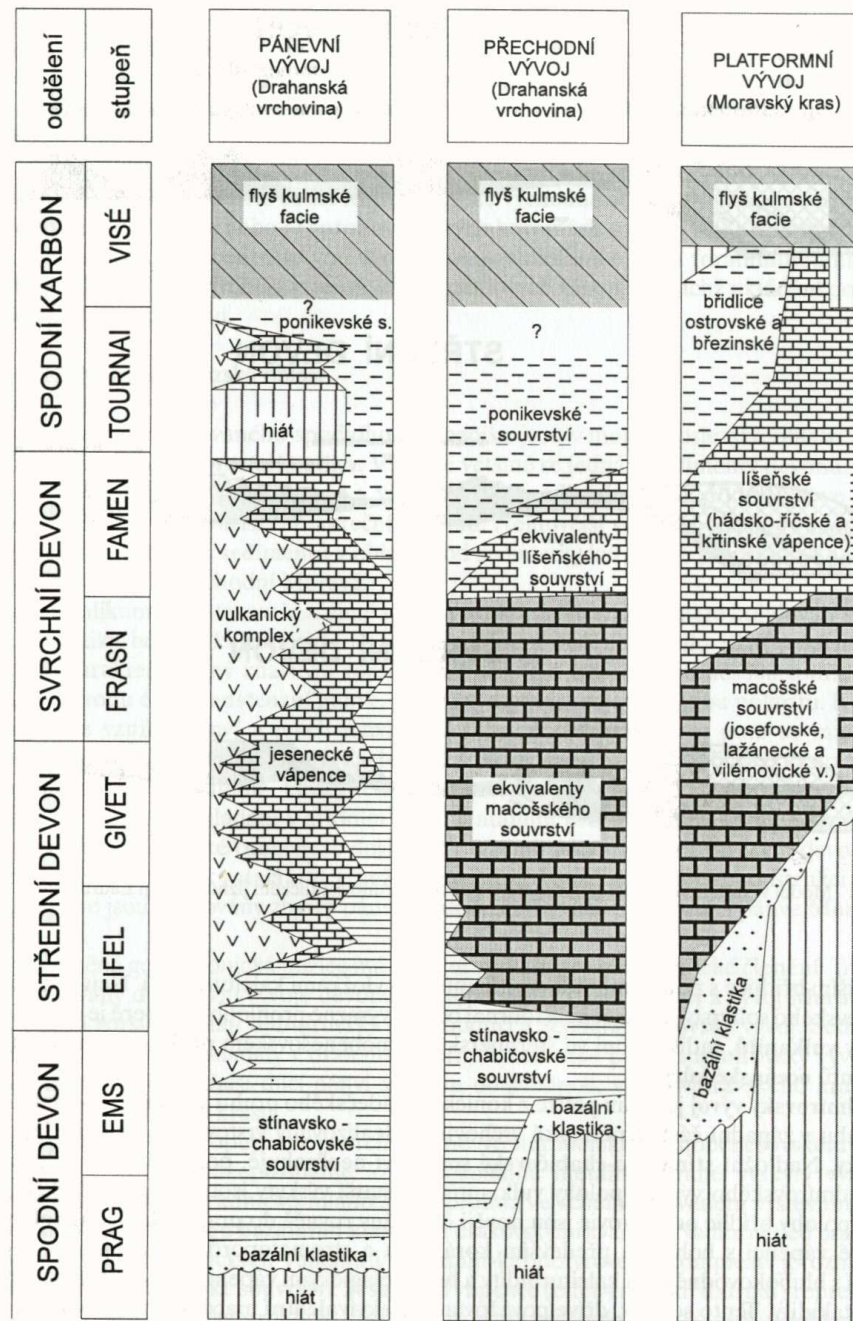 oddělení
stupeň
PÁNEVNÍ
VÝVOJ
(Drahanská
vrchovina)
PŘECHODNÍ
VÝVOJ
(Drahanská
vrchovina)
PLATFORMNÍ
VÝVOJ
(Moravský kras)
SPODNÍ KARBON
VISÉ
TOURNAI
SVRCHNÍ DEVON
FAMEN
FRASN
STŘEDNÍ DEVON
GIVET
EIFEL
SPODNÍ DEVON
EMS
PRAG
flyš kulmské
facie
?
ponikevské s.
hiát
vulkanický
komplex
jesenecké
vápence
stínavsko -
chabičovské
souvrství
bazální klastika
hiát
flyš kulmské
facie
?
ponikevské
souvrství
ekvivalenty
líšeňského
souvrství
ekvivalenty
macošského
souvrství
stínavsko -
chabičovské
souvrství
bazální
klastika
hiát
flyš kulmské
facie
břidlice
ostrovské a
březinské
líšeňské
souvrství
(hádsko-říčské a
křtinské vápence)
macošské
souvrství
(josefovské,
lažánecké a
vilémovické v.)
bazální klastika
hiát